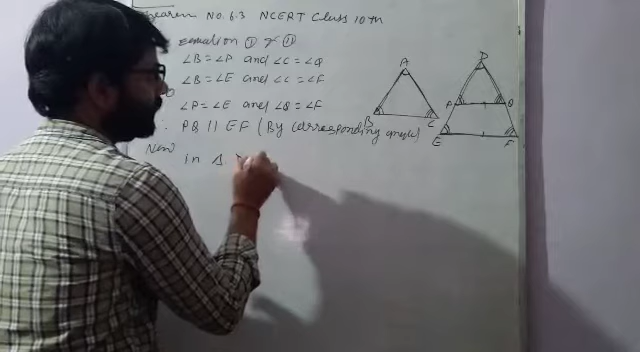 Theorem NO. 6.3 NCERT Class 10th
equation ① & ②
∠B = ∠P and ∠C = ∠Q
∠B = ∠E and ∠C = ∠F
∠P = ∠E and ∠Q = ∠F
PQ || EF (By corresponding angle)
Now
In Δ
A
B
C
D
P
Q
E
F